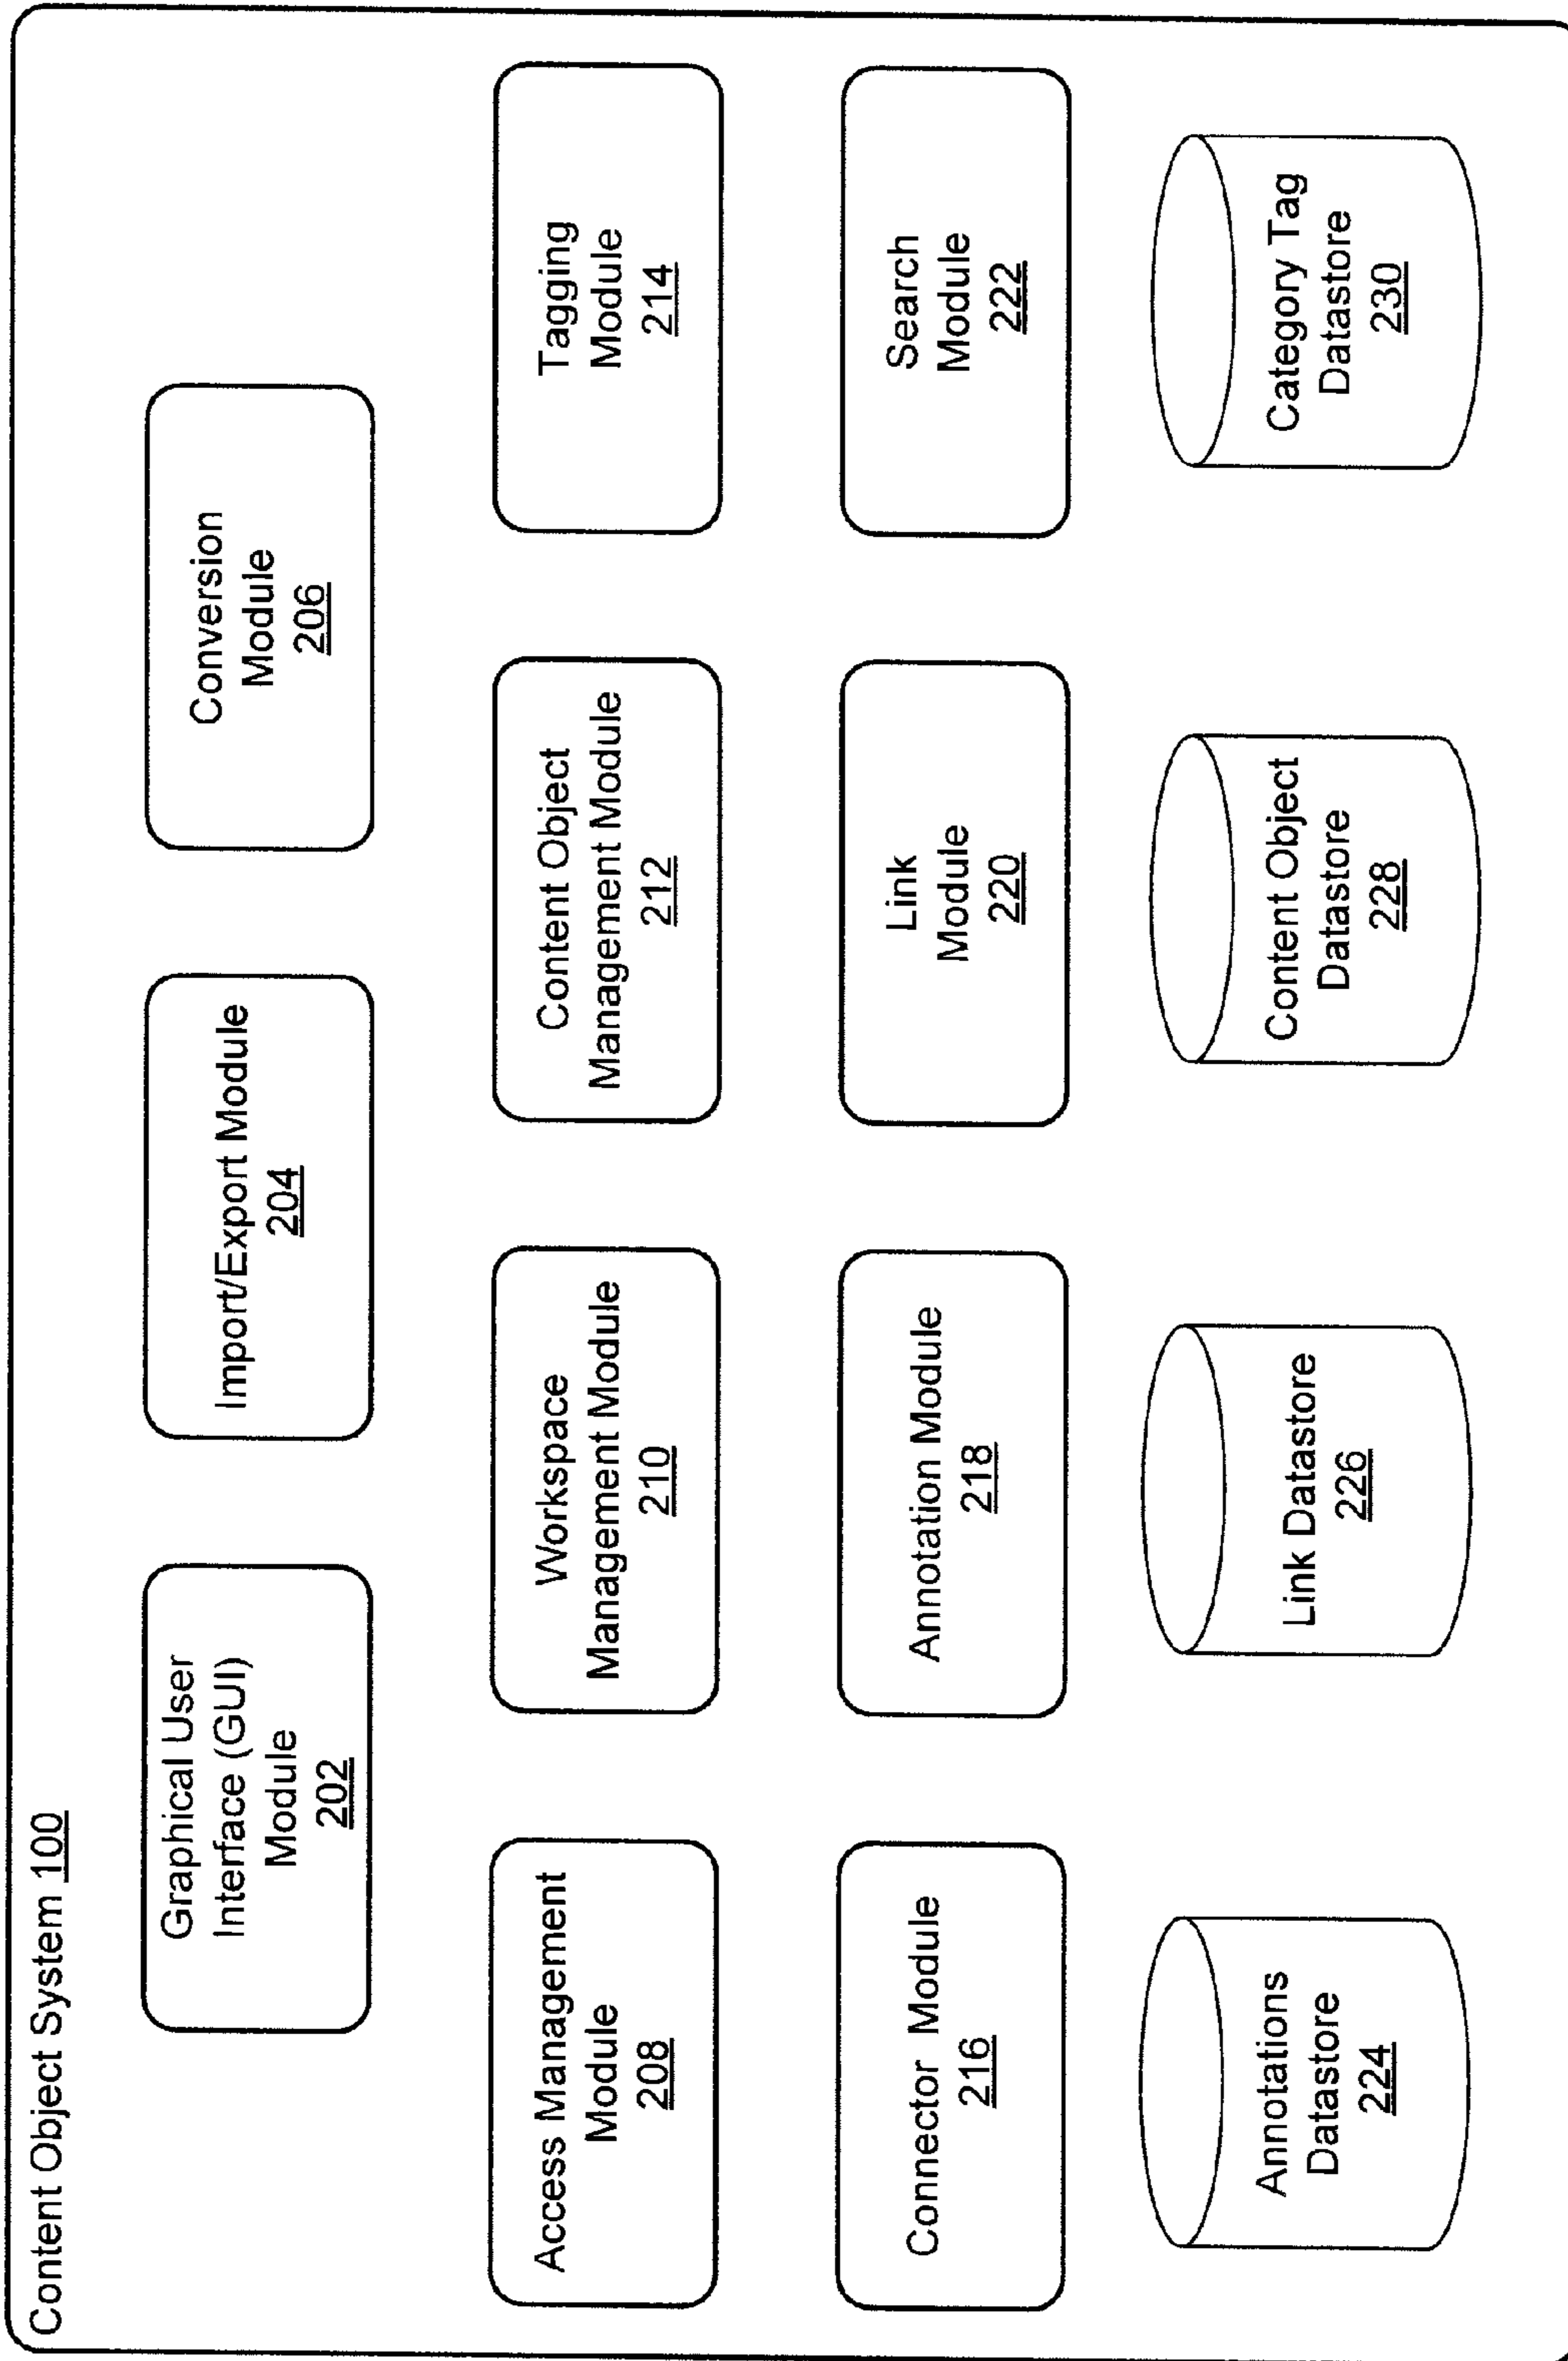 Content Object System 100
Graphical User
Interface (GUI)
Module
202
Import/Export Module
204
Conversion
Module
206
Access Management
Module
208
Workspace
Management Module
210
Content Object
Management Module
212
Tagging
Module
214
Connector Module
216
Annotation Module
218
Link
Module
220
Search
Module
222
Annotations
Datastore
224
Link Datastore
226
Content Object
Datastore
228
Category Tag
Datastore
230